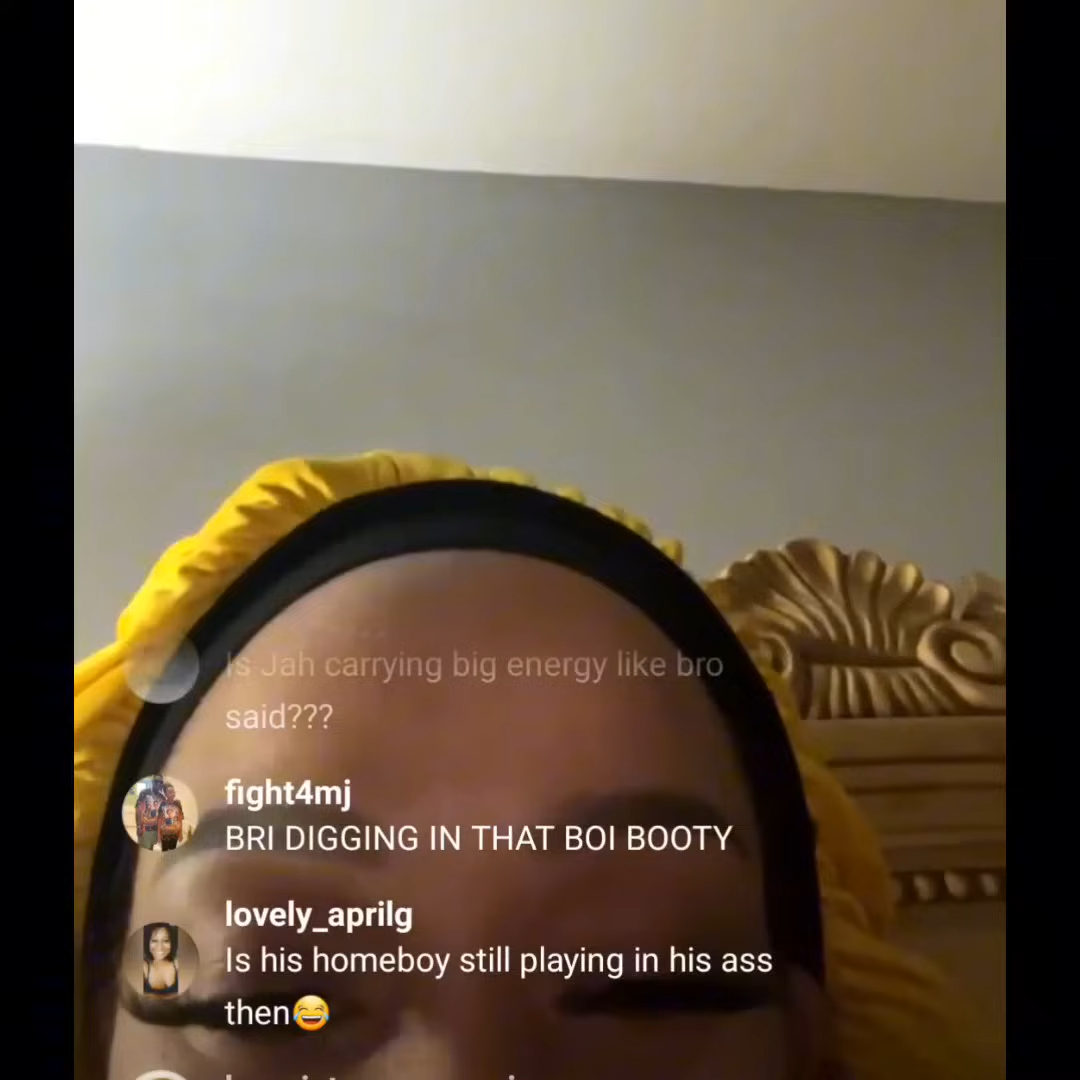 Is Jah carrying big energy like bro
said???
fight4mj
BRI DIGGING IN THAT BOI BOOTY
lovely_aprilg
Is his homeboy still playing in his ass
then😂